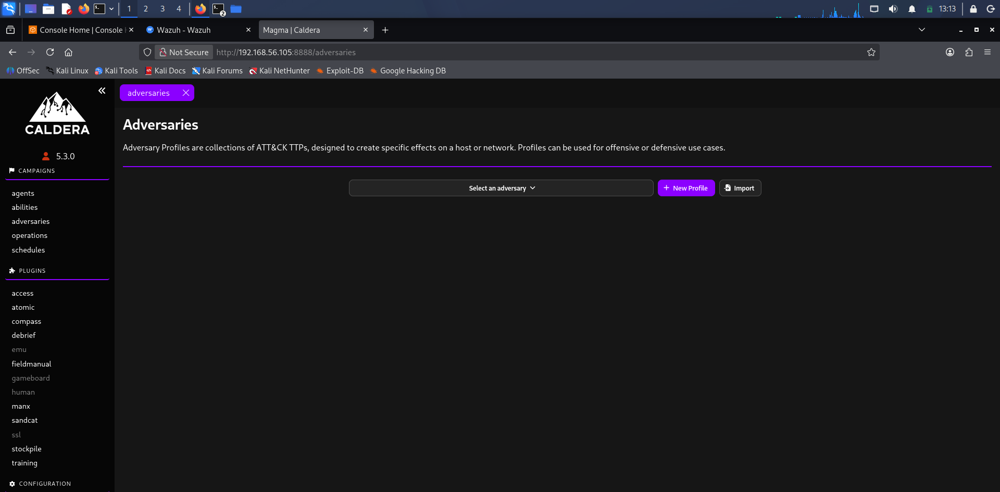 1 2 3 4 2 13:13
Console Home | Console
Wazuh - Wazuh
Magma | Caldera
Not Secure http://192.168.56.105:8888/adversaries
OffSec Kali Linux Kali Tools Kali Docs Kali Forums Kali NetHunter Exploit-DB Google Hacking DB
CALDERA
5.3.0
CAMPAIGNS
agents
abilities
adversaries
operations
schedules
PLUGINS
access
atomic
compass
debrief
emu
fieldmanual
gameboard
human
manx
sandcat
ssl
stockpile
training
CONFIGURATION
adversaries
Adversaries
Adversary Profiles are collections of ATT&CK TTPs, designed to create specific effects on a host or network. Profiles can be used for offensive or defensive use cases.
Select an adversary
New Profile
Import